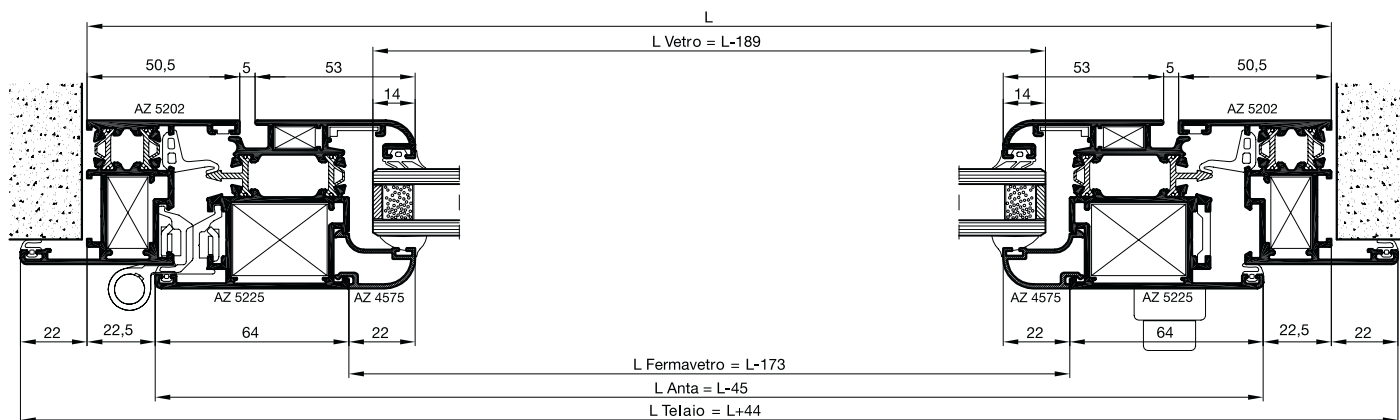 L
L Vetro = L-189
50,5 5 53 53 5 50,5
14 14
AZ 5202 AZ 5202
AZ 5225 AZ 4575 AZ 4575 AZ 5225
22 22,5 64 22 22 64 22,5 22
L Fermavetro = L-173
L Anta = L-45
L Telaio = L+44